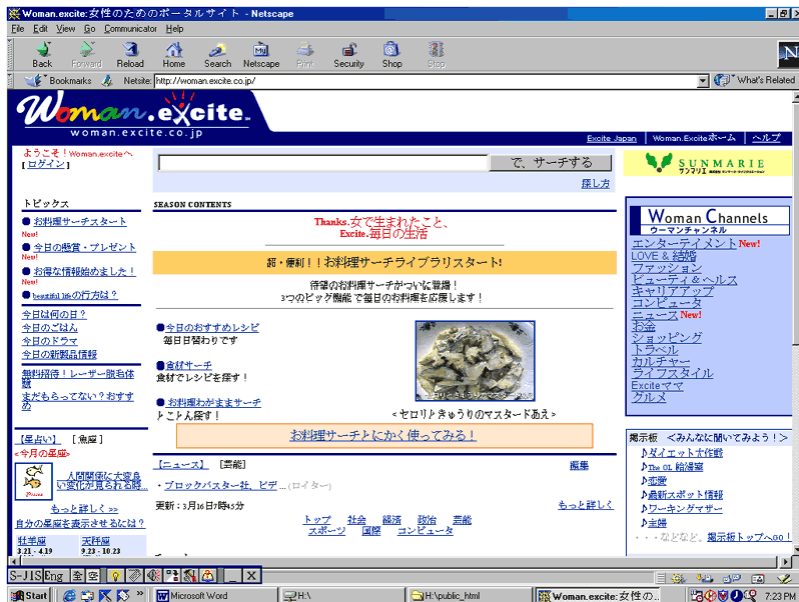 Woman.excite:女性のためのポータルサイト - Netscape
File Edit View Go Communicator Help
Back Forward Reload Home Search Netscape Print Security Shop Stop
Bookmarks Netsite: http://woman.excite.co.jp/ What's Related
Woman.excite
woman.excite.co.jp
Excite Japan | Woman.Exciteホーム | ヘルプ
ようこそ!Woman.exciteへ
[ログイン]
で、サーチする
探し方
SUNMARIE
サンマリエ
トピックス
お料理サーチスタート
New!
今日の懸賞・プレゼント
New!
お得な情報始めました!
New!
beautiful lifeの行方は?
今日は何の日?
今日のごはん
今日のドラマ
今日の新製品情報
無料招待!レーザー脱毛体験
まだもらってない?おすすめ
【星占い】 [魚座]
<今月の星座>
Pisces
人間関係に大変良い変化が見られる時...
もっと詳しく>>
自分の星座を表示させるには?
牡羊座 天秤座
3.21 - 4.19 9.23 - 10.23
SEASON CONTENTS
Thanks.女で生まれたこと、
Excite.毎日の生活
超・便利!!お料理サーチライブラリスタート!
待望のお料理サーチがついに登場!
3つのビッグ機能で毎日のお料理を応援します!
今日のおすすめレシピ
毎日日替わりです
食材サーチ
食材でレシピを探す!
お料理わがままサーチ
とことん探す!
<セロリときゅうりのマスタードあえ>
お料理サーチとにかく使ってみる!
【ニュース】 [芸能] 編集
・ブロックバスター社、ビデ... (ロイター)
更新:3月16日7時45分 もっと詳しく
トップ 社会 経済 政治 芸能
スポーツ 国際 コンピュータ
Woman Channels
ウーマンチャンネル
エンターテイメント New!
LOVE & 結婚
ファッション
ビューティ&ヘルス
キャリアアップ
コンピュータ
ニュース New!
お金
ショッピング
トラベル
カルチャー
ライフスタイル
Exciteママ
グルメ
掲示板 <みんなに聞いてみよう!>
♪ダイエット大作戦
♪The OL 給湯室
♪恋愛
♪最新スポット情報
♪ワーキングマザー
♪主婦
・・・などなど。掲示板トップへGO!
S-JIS Eng 全 空
Start Microsoft Word H:\ H:\public_html Woman.excite:女性の... 7:23 PM